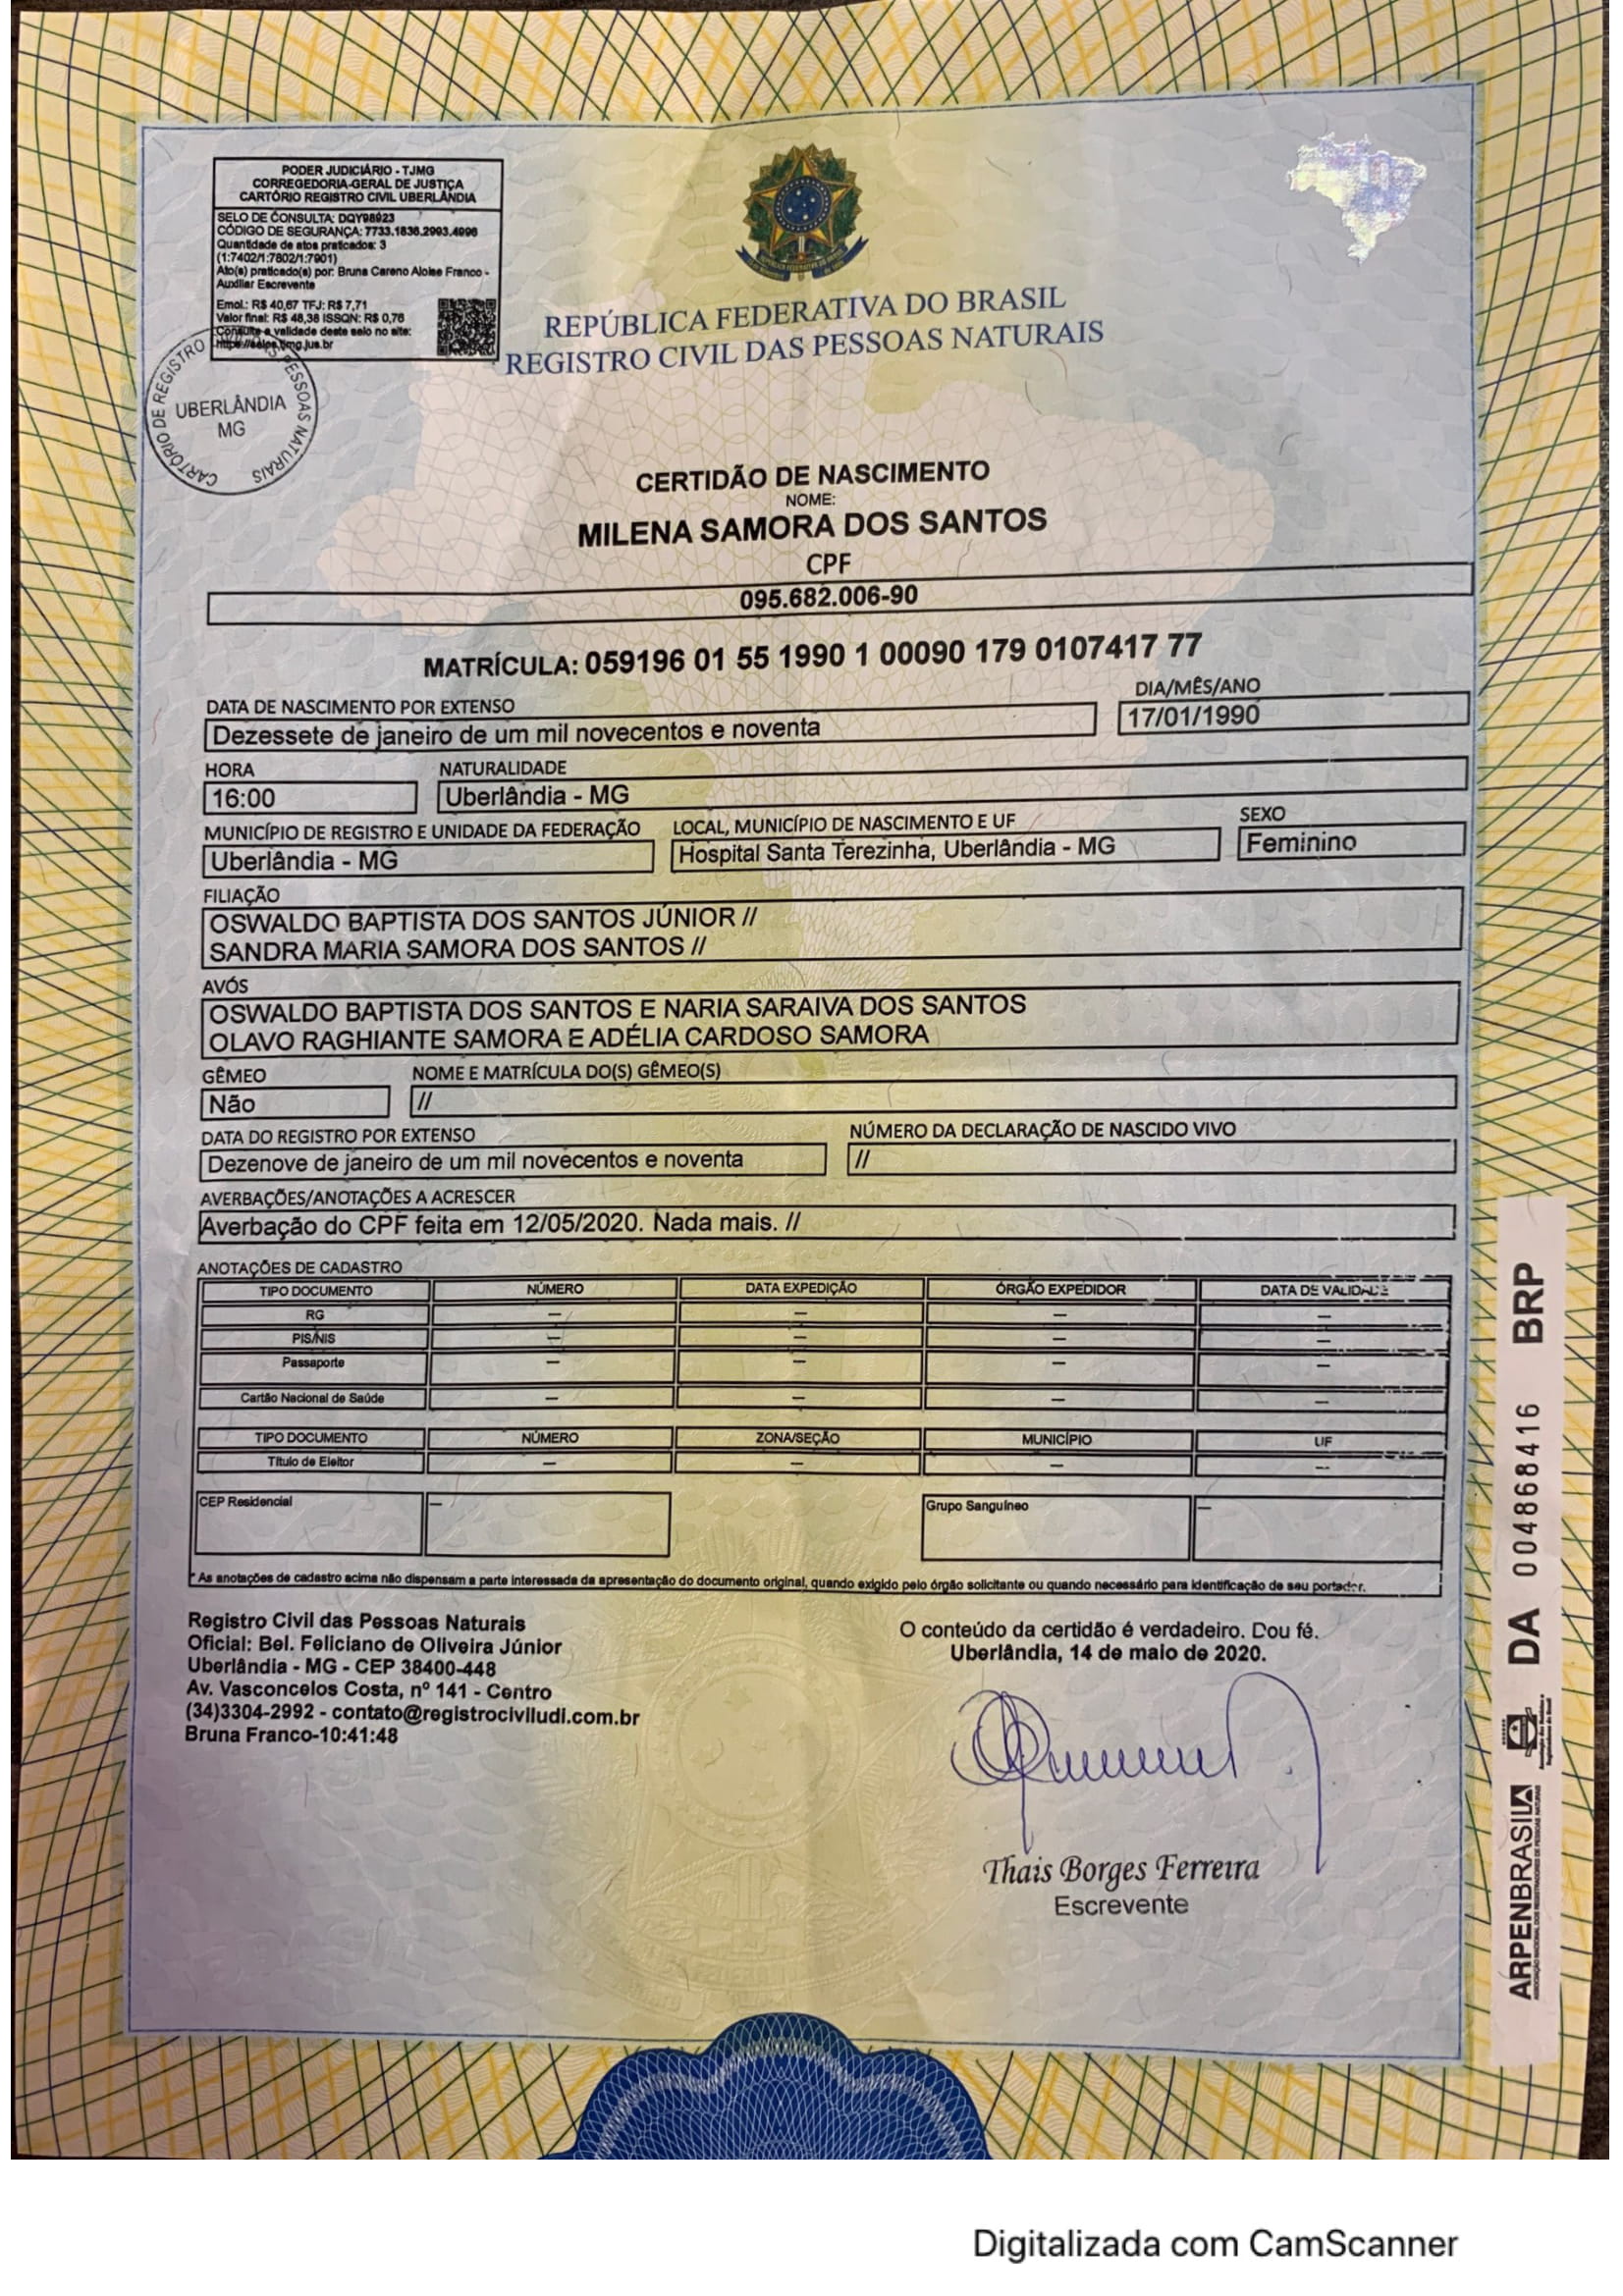 PODER JUDICIÁRIO - TJMG
CORREGEDORIA-GERAL DE JUSTIÇA
CARTÓRIO REGISTRO CIVIL UBERLÂNDIA
SELO DE CONSULTA: DQY98923
CÓDIGO DE SEGURANÇA: 7733.1836.2993.4996
Quantidade de atos praticados: 3
(1:7402/1:7802/1:7901)
Ato(s) praticado(s) por: Bruna Careno Aloise Franco -
Auxiliar Escrevente
Emol.: R$ 40,67 TFJ: R$ 7,71
Valor final: R$ 48,38 ISSQN: R$ 0,76
Consulte a validade deste selo no site:
https://selos.tjmg.jus.br
CARTÓRIO DE REGISTRO CIVIL DAS PESSOAS NATURAIS
UBERLÂNDIA
MG
REPÚBLICA FEDERATIVA DO BRASIL
REGISTRO CIVIL DAS PESSOAS NATURAIS
CERTIDÃO DE NASCIMENTO
NOME:
MILENA SAMORA DOS SANTOS
CPF
095.682.006-90
MATRÍCULA: 059196 01 55 1990 1 00090 179 0107417 77
DATA DE NASCIMENTO POR EXTENSO DIA/MÊS/ANO
Dezessete de janeiro de um mil novecentos e noventa 17/01/1990
HORA NATURALIDADE
16:00 Uberlândia - MG
MUNICÍPIO DE REGISTRO E UNIDADE DA FEDERAÇÃO LOCAL, MUNICÍPIO DE NASCIMENTO E UF SEXO
Uberlândia - MG Hospital Santa Terezinha, Uberlândia - MG Feminino
FILIAÇÃO
OSWALDO BAPTISTA DOS SANTOS JÚNIOR //
SANDRA MARIA SAMORA DOS SANTOS //
AVÓS
OSWALDO BAPTISTA DOS SANTOS E NARIA SARAIVA DOS SANTOS
OLAVO RAGHIANTE SAMORA E ADÉLIA CARDOSO SAMORA
GÊMEO NOME E MATRÍCULA DO(S) GÊMEO(S)
Não //
DATA DO REGISTRO POR EXTENSO NÚMERO DA DECLARAÇÃO DE NASCIDO VIVO
Dezenove de janeiro de um mil novecentos e noventa //
AVERBAÇÕES/ANOTAÇÕES A ACRESCER
Averbação do CPF feita em 12/05/2020. Nada mais. //
ANOTAÇÕES DE CADASTRO
TIPO DOCUMENTO NÚMERO DATA EXPEDIÇÃO ÓRGÃO EXPEDIDOR DATA DE VALIDADE
RG — — — —
PIS/NIS — — — —
Passaporte — — — —
Cartão Nacional de Saúde — — — —
TIPO DOCUMENTO NÚMERO ZONA/SEÇÃO MUNICÍPIO UF
Título de Eleitor — — — —
CEP Residencial — Grupo Sanguíneo —
* As anotações de cadastro acima não dispensam a parte interessada da apresentação do documento original, quando exigido pelo órgão solicitante ou quando necessário para identificação de seu portador.
Registro Civil das Pessoas Naturais
Oficial: Bel. Feliciano de Oliveira Júnior
Uberlândia - MG - CEP 38400-448
Av. Vasconcelos Costa, nº 141 - Centro
(34)3304-2992 - contato@registrociviludi.com.br
Bruna Franco-10:41:48
O conteúdo da certidão é verdadeiro. Dou fé.
Uberlândia, 14 de maio de 2020.
Thais Borges Ferreira
Escrevente
ARPENBRASIL DA 004868416 BRP
ASSOCIAÇÃO NACIONAL DOS REGISTRADORES DE PESSOAS NATURAIS
Digitalizada com CamScanner